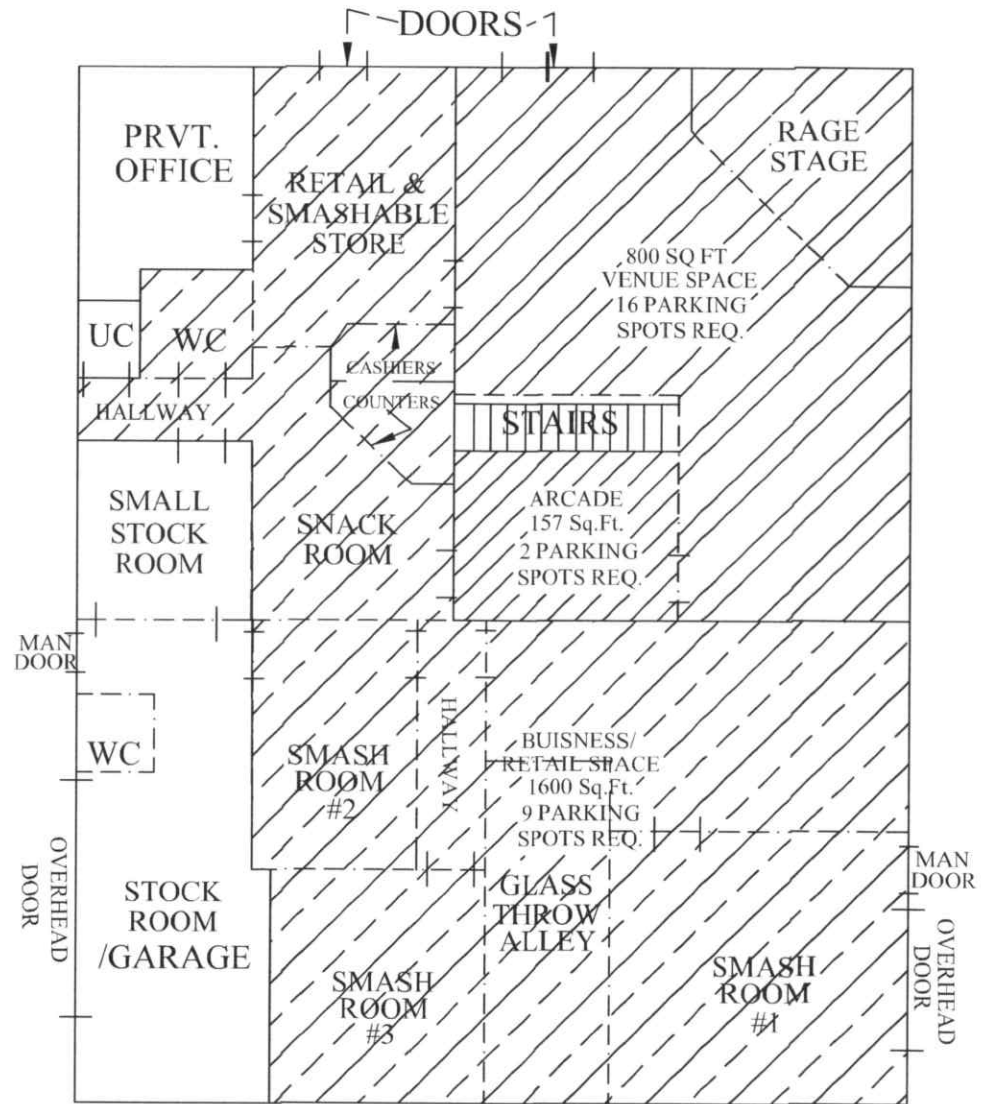 DOORS
PRVT.
OFFICE
RETAIL &
SMASHABLE
STORE
RAGE
STAGE
800 SQ FT
VENUE SPACE
16 PARKING
SPOTS REQ.
UC
WC
CASHIERS
COUNTERS
HALLWAY
STAIRS
SMALL
STOCK
ROOM
SNACK
ROOM
ARCADE
157 Sq.Ft.
2 PARKING
SPOTS REQ.
MAN
DOOR
WC
SMASH
ROOM
#2
HALLWAY
BUISNESS/
RETAIL SPACE
1600 Sq.Ft.
9 PARKING
SPOTS REQ.
OVERHEAD
DOOR
STOCK
ROOM
/GARAGE
GLASS
THROW
ALLEY
MAN
DOOR
SMASH
ROOM
#3
SMASH
ROOM
#1
OVERHEAD
DOOR